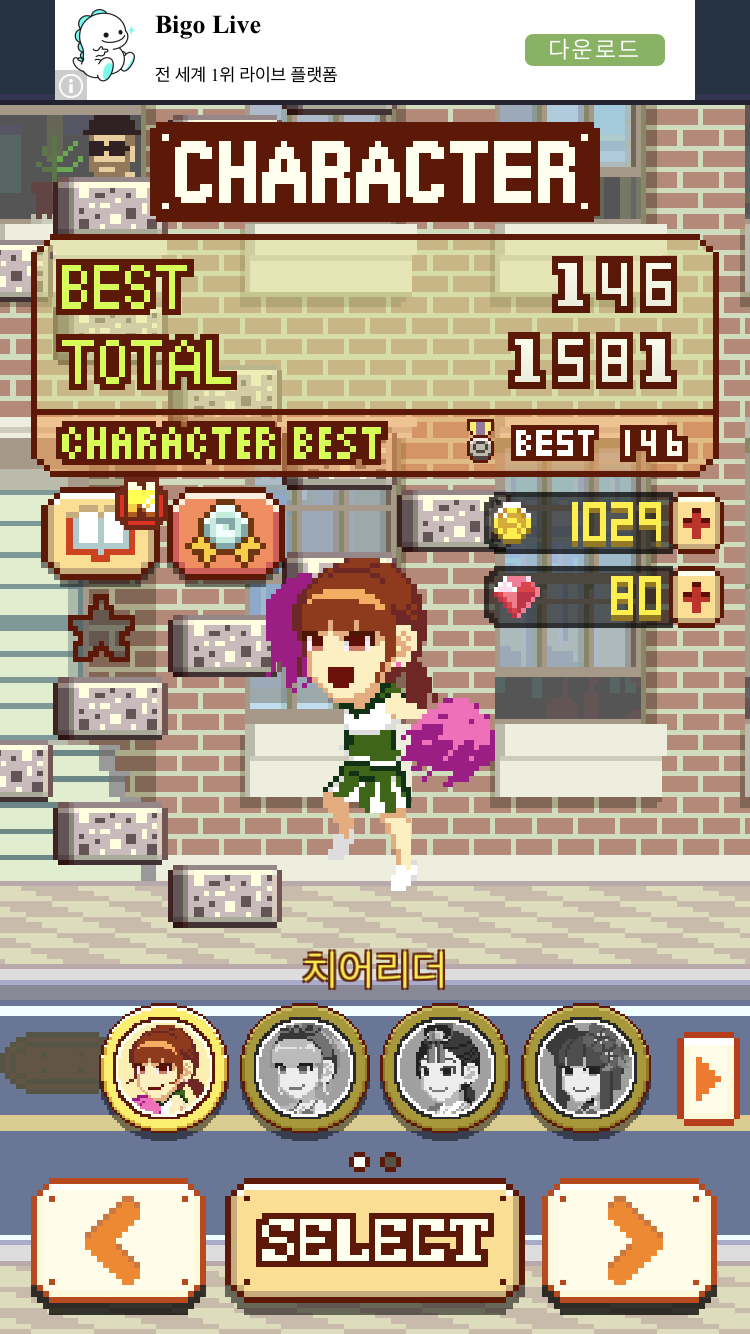 Bigo Live
전 세계 1위 라이브 플랫폼
다운로드
CHARACTER
BEST 146
TOTAL 1581
CHARACTER BEST BEST 146
N
1029
80
치어리더
SELECT